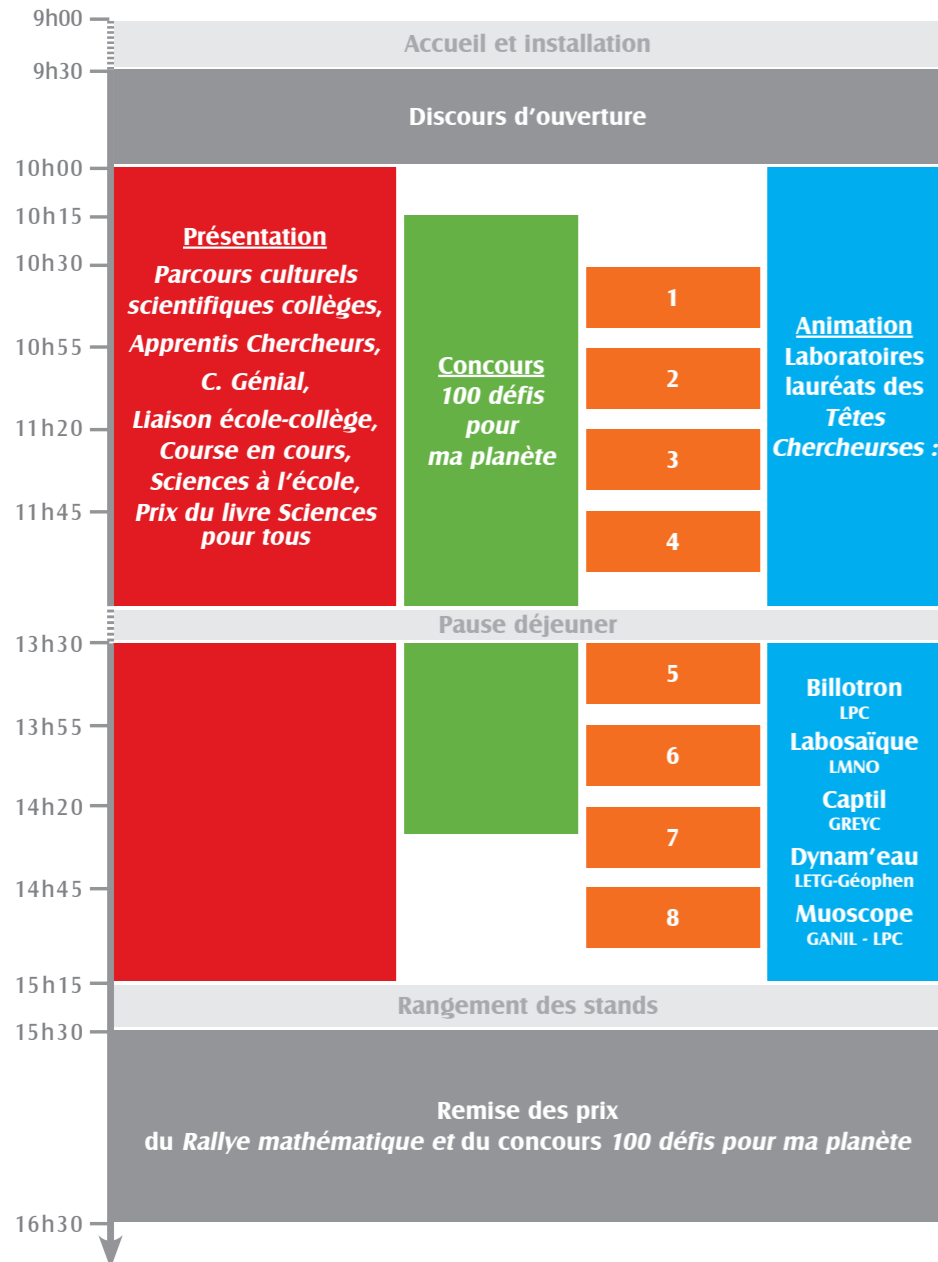 9h00
Accueil et installation
9h30
Discours d'ouverture
10h00
10h15
10h30
10h55
11h20
11h45
Présentation
Parcours culturels
scientifiques collèges,
Apprentis Chercheurs,
C. Génial,
Liaison école-collège,
Course en cours,
Sciences à l'école,
Prix du livre Sciences
pour tous
Concours
100 défis
pour
ma planète
1
2
3
4
Animation
Laboratoires
lauréats des
Têtes
Chercheurses :
Pause déjeuner
13h30
13h55
14h20
14h45
5
6
7
8
Billotron
LPC
Labosaïque
LMNO
Captil
GREYC
Dynam'eau
LETG-Géophen
Muoscope
GANIL - LPC
15h15
Rangement des stands
15h30
Remise des prix
du Rallye mathématique et du concours 100 défis pour ma planète
16h30